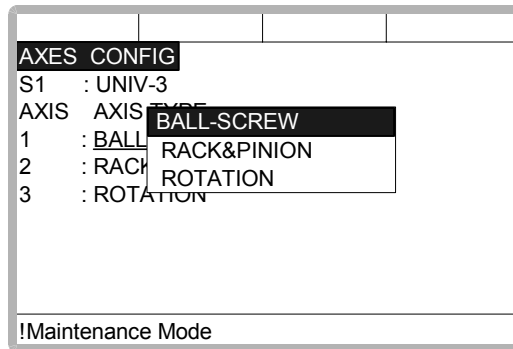 AXES CONFIG
S1 : UNIV-3
AXIS AXIS TYPE
1 : BALL
2 : RACK
3 : ROTATION
BALL-SCREW
RACK&PINION
ROTATION
!Maintenance Mode